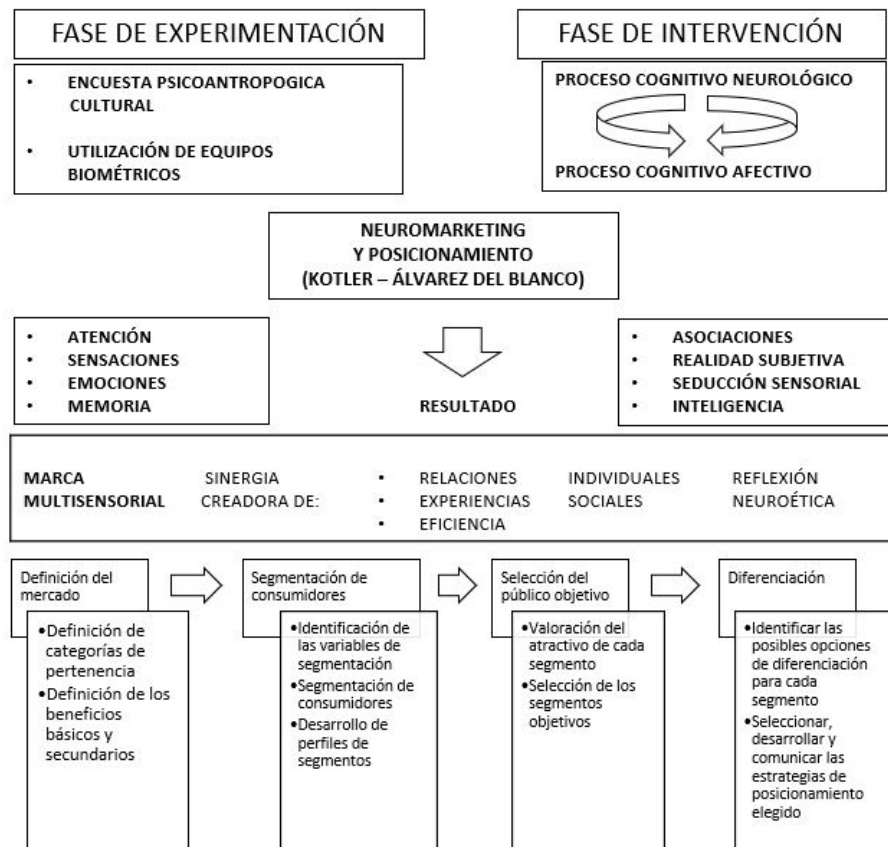 FASE DE EXPERIMENTACIÓN
• ENCUESTA PSICOANTROPOGICA
CULTURAL
• UTILIZACIÓN DE EQUIPOS
BIOMÉTRICOS
FASE DE INTERVENCIÓN
PROCESO COGNITIVO NEUROLÓGICO
PROCESO COGNITIVO AFECTIVO
NEUROMARKETING
Y POSICIONAMIENTO
(KOTLER – ÁLVAREZ DEL BLANCO)
• ATENCIÓN
• SENSACIONES
• EMOCIONES
• MEMORIA
RESULTADO
• ASOCIACIONES
• REALIDAD SUBJETIVA
• SEDUCCIÓN SENSORIAL
• INTELIGENCIA
MARCA
MULTISENSORIAL
SINERGIA
CREADORA DE:
• RELACIONES
• EXPERIENCIAS
• EFICIENCIA
INDIVIDUALES
SOCIALES
REFLEXIÓN
NEUROÉTICA
Definición del
mercado
•Definición de
categorías de
pertenencia
•Definición de los
beneficios
básicos y
secundarios
Segmentación de
consumidores
•Identificación de
las variables de
segmentación
•Segmentación de
consumidores
•Desarrollo de
perfiles de
segmentos
Selección del
público objetivo
•Valoración del
atractivo de cada
segmento
•Selección de los
segmentos
objetivos
Diferenciación
•Identificar las
posibles opciones
de diferenciación
para cada
segmento
•Seleccionar,
desarrollar y
comunicar las
estrategias de
posicionamiento
elegido